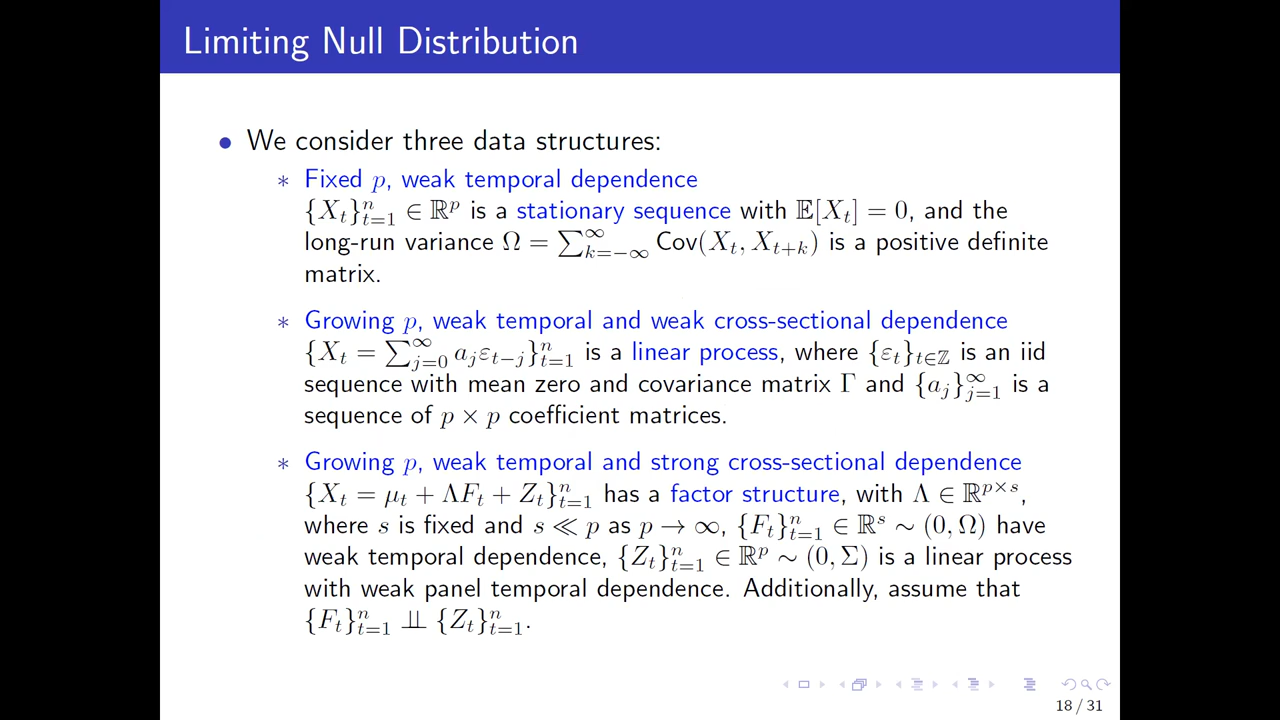 Limiting Null Distribution
• We consider three data structures:
∗ Fixed p, weak temporal dependence
{X_t}_{t=1}^n ∈ ℝ^p is a stationary sequence with 𝔼[X_t] = 0, and the
long-run variance Ω = ∑_{k=−∞}^∞ Cov(X_t, X_{t+k}) is a positive definite
matrix.
∗ Growing p, weak temporal and weak cross-sectional dependence
{X_t = ∑_{j=0}^∞ a_j ε_{t−j}}_{t=1}^n is a linear process, where {ε_t}_{t∈ℤ} is an iid
sequence with mean zero and covariance matrix Γ and {a_j}_{j=1}^∞ is a
sequence of p × p coefficient matrices.
∗ Growing p, weak temporal and strong cross-sectional dependence
{X_t = μ_t + ΛF_t + Z_t}_{t=1}^n has a factor structure, with Λ ∈ ℝ^{p×s},
where s is fixed and s ≪ p as p → ∞, {F_t}_{t=1}^n ∈ ℝ^s ∼ (0, Ω) have
weak temporal dependence, {Z_t}_{t=1}^n ∈ ℝ^p ∼ (0, Σ) is a linear process
with weak panel temporal dependence. Additionally, assume that
{F_t}_{t=1}^n ⫫ {Z_t}_{t=1}^n.
18 / 31